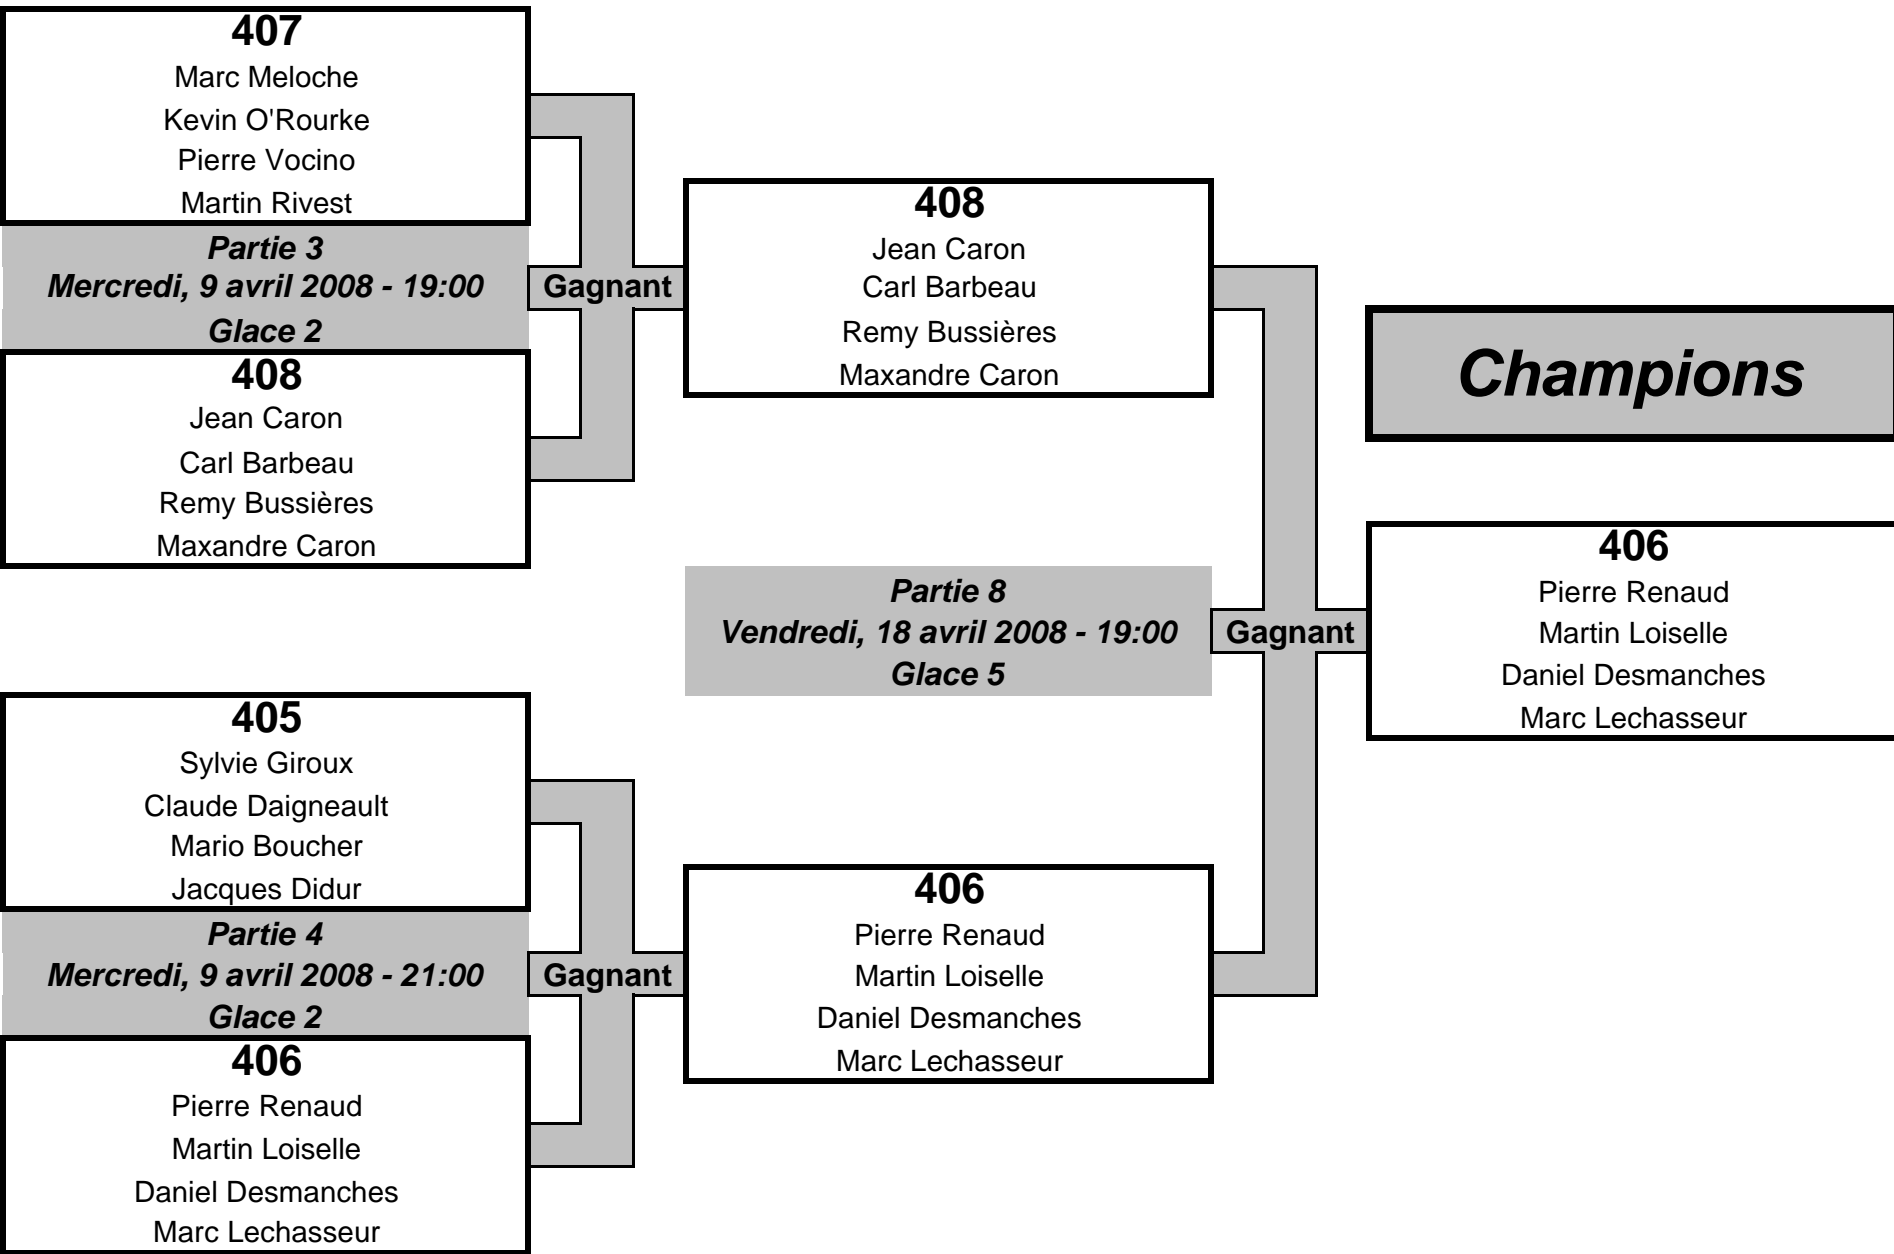 407
Marc Meloche
Kevin O'Rourke
Pierre Vocino
Martin Rivest
Partie 3
Mercredi, 9 avril 2008 - 19:00
Glace 2
408
Jean Caron
Carl Barbeau
Remy Bussières
Maxandre Caron
Gagnant
405
Sylvie Giroux
Claude Daigneault
Mario Boucher
Jacques Didur
Partie 4
Mercredi, 9 avril 2008 - 21:00
Glace 2
406
Pierre Renaud
Martin Loiselle
Daniel Desmanches
Marc Lechasseur
Gagnant
408
Jean Caron
Carl Barbeau
Remy Bussières
Maxandre Caron
Partie 8
Vendredi, 18 avril 2008 - 19:00
Glace 5
406
Pierre Renaud
Martin Loiselle
Daniel Desmanches
Marc Lechasseur
Gagnant
Champions
406
Pierre Renaud
Martin Loiselle
Daniel Desmanches
Marc Lechasseur